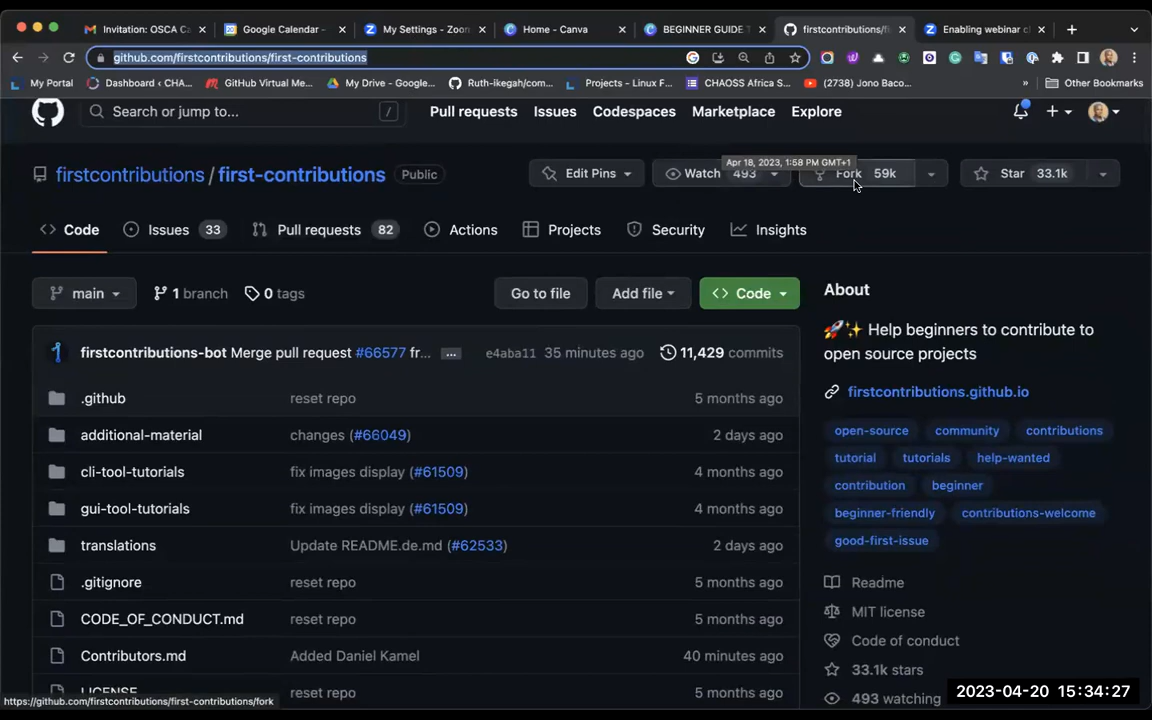 Invitation: OSCA Ca
Google Calendar -
My Settings - Zoon
Home - Canva
BEGINNER GUIDE T
firstcontributions/fi
Enabling webinar cl
github.com/firstcontributions/first-contributions
My Portal
Dashboard ‹ CHA...
GitHub Virtual Me...
My Drive - Google...
Ruth-ikegah/com...
Projects - Linux F...
CHAOSS Africa S...
(2738) Jono Baco...
Other Bookmarks
Search or jump to...
/
Pull requests
Issues
Codespaces
Marketplace
Explore
Apr 18, 2023, 1:58 PM GMT+1
firstcontributions / first-contributions
Public
Edit Pins
Watch 493
Fork 59k
Star 33.1k
Code
Issues 33
Pull requests 82
Actions
Projects
Security
Insights
main
1 branch
0 tags
Go to file
Add file
Code
About
🚀✨ Help beginners to contribute to
open source projects
firstcontributions.github.io
open-source community contributions
tutorial tutorials help-wanted
contribution beginner
beginner-friendly contributions-welcome
good-first-issue
Readme
MIT license
Code of conduct
33.1k stars
493 watching
firstcontributions-bot Merge pull request #66577 fr... ... e4aba11 35 minutes ago 11,429 commits
.github reset repo 5 months ago
additional-material changes (#66049) 2 days ago
cli-tool-tutorials fix images display (#61509) 4 months ago
gui-tool-tutorials fix images display (#61509) 4 months ago
translations Update README.de.md (#62533) 2 days ago
.gitignore reset repo 5 months ago
CODE_OF_CONDUCT.md reset repo 5 months ago
Contributors.md Added Daniel Kamel 40 minutes ago
LICENSE reset repo 5 months ago
https://github.com/firstcontributions/first-contributions/fork
2023-04-20 15:34:27